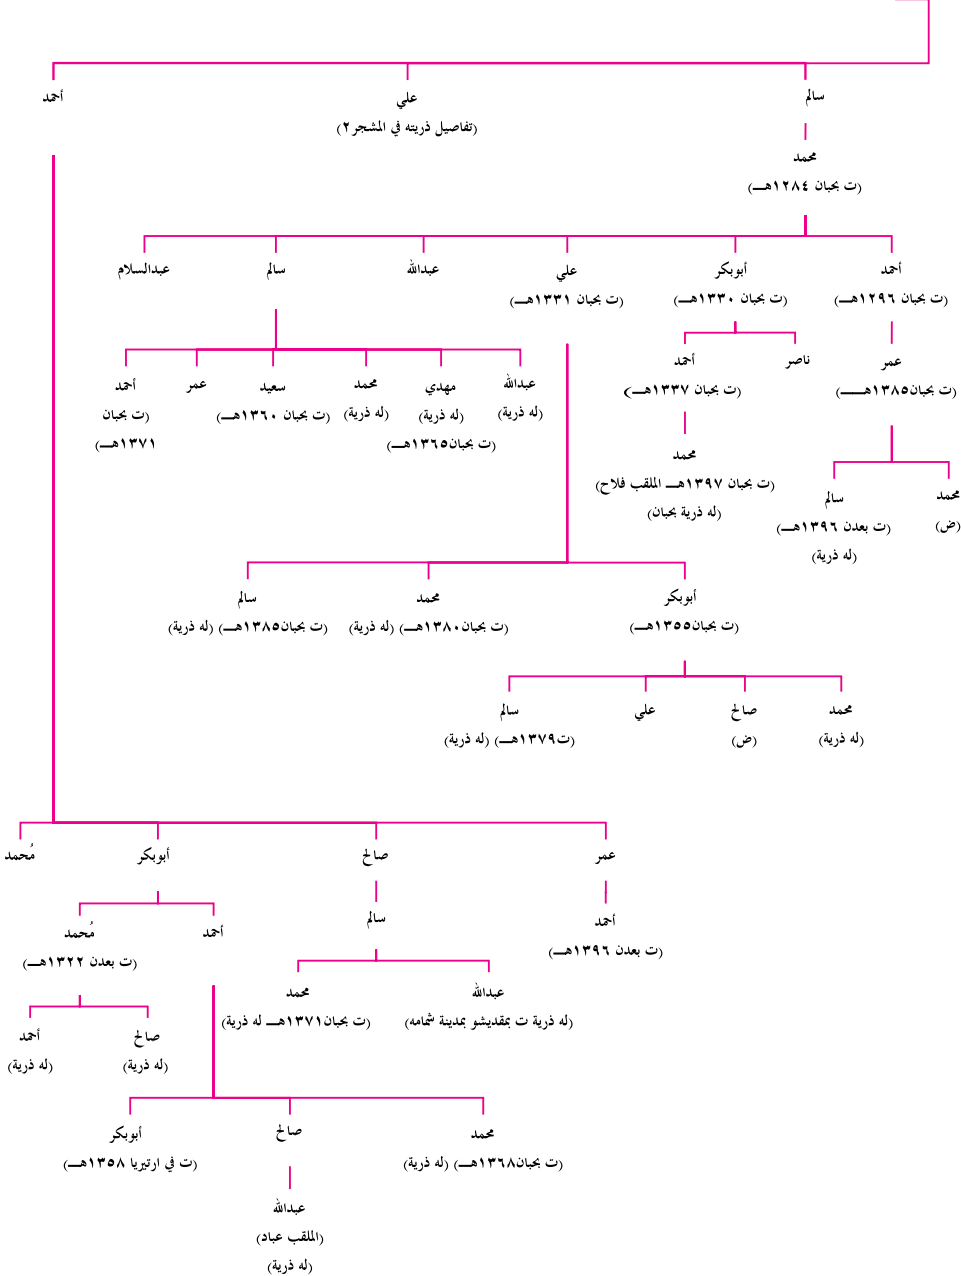 سالم علي أحمد
(تفاصيل ذريته في المشجر٢)
محمد
(ت بحبان ١٢٨٤هـ)
أحمد أبوبكر علي عبدالله سالم عبدالسلام
(ت بحبان ١٢٩٦هـ) (ت بحبان ١٣٣٠هـ) (ت بحبان ١٣٣١هـ)
عمر ناصر أحمد
(ت بحبان١٣٨٥هـ) (ت بحبان ١٣٣٧هـ)
عبدالله مهدي محمد سعيد عمر أحمد
(له ذرية) (له ذرية) (له ذرية) (ت بحبان ١٣٦٠هـ) (ت بحبان
(ت بحبان١٣٦٥هـ) ١٣٧١هـ)
محمد
(ت بحبان ١٣٩٧هـ الملقب فلاح)
(له ذرية بحبان)
محمد سالم
(ض) (ت بعدن ١٣٩٦هـ)
(له ذرية)
أبوبكر محمد سالم
(ت بحبان١٣٥٥هـ) (ت بحبان١٣٨٠هـ) (له ذرية) (ت بحبان١٣٨٥هـ) (له ذرية)
محمد صالح علي سالم
(له ذرية) (ض) (ت١٣٧٩هـ) (له ذرية)
عمر صالح أبوبكر مُحمد
أحمد سالم أحمد مُحمد
(ت بعدن ١٣٩٦هـ) (ت بعدن ١٣٢٢هـ)
عبدالله محمد
(له ذرية ت بمقديشو بمدينة شمامه) (ت بحبان١٣٧١هـ له ذرية)
صالح أحمد
(له ذرية) (له ذرية)
محمد صالح أبوبكر
(ت بحبان١٣٦٨هـ) (له ذرية) (ت في ارتيريا ١٣٥٨هـ)
عبدالله
(الملقب عباد)
(له ذرية)